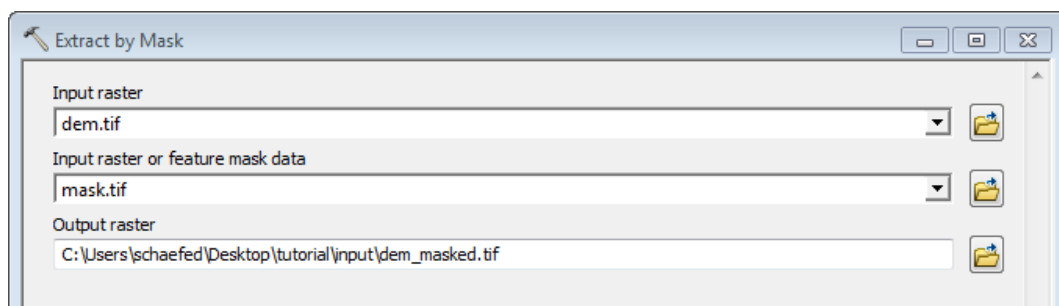 Extract by Mask
Input raster
dem.tif
Input raster or feature mask data
mask.tif
Output raster
C:\Users\schaefed\Desktop\tutorial\input\dem_masked.tif